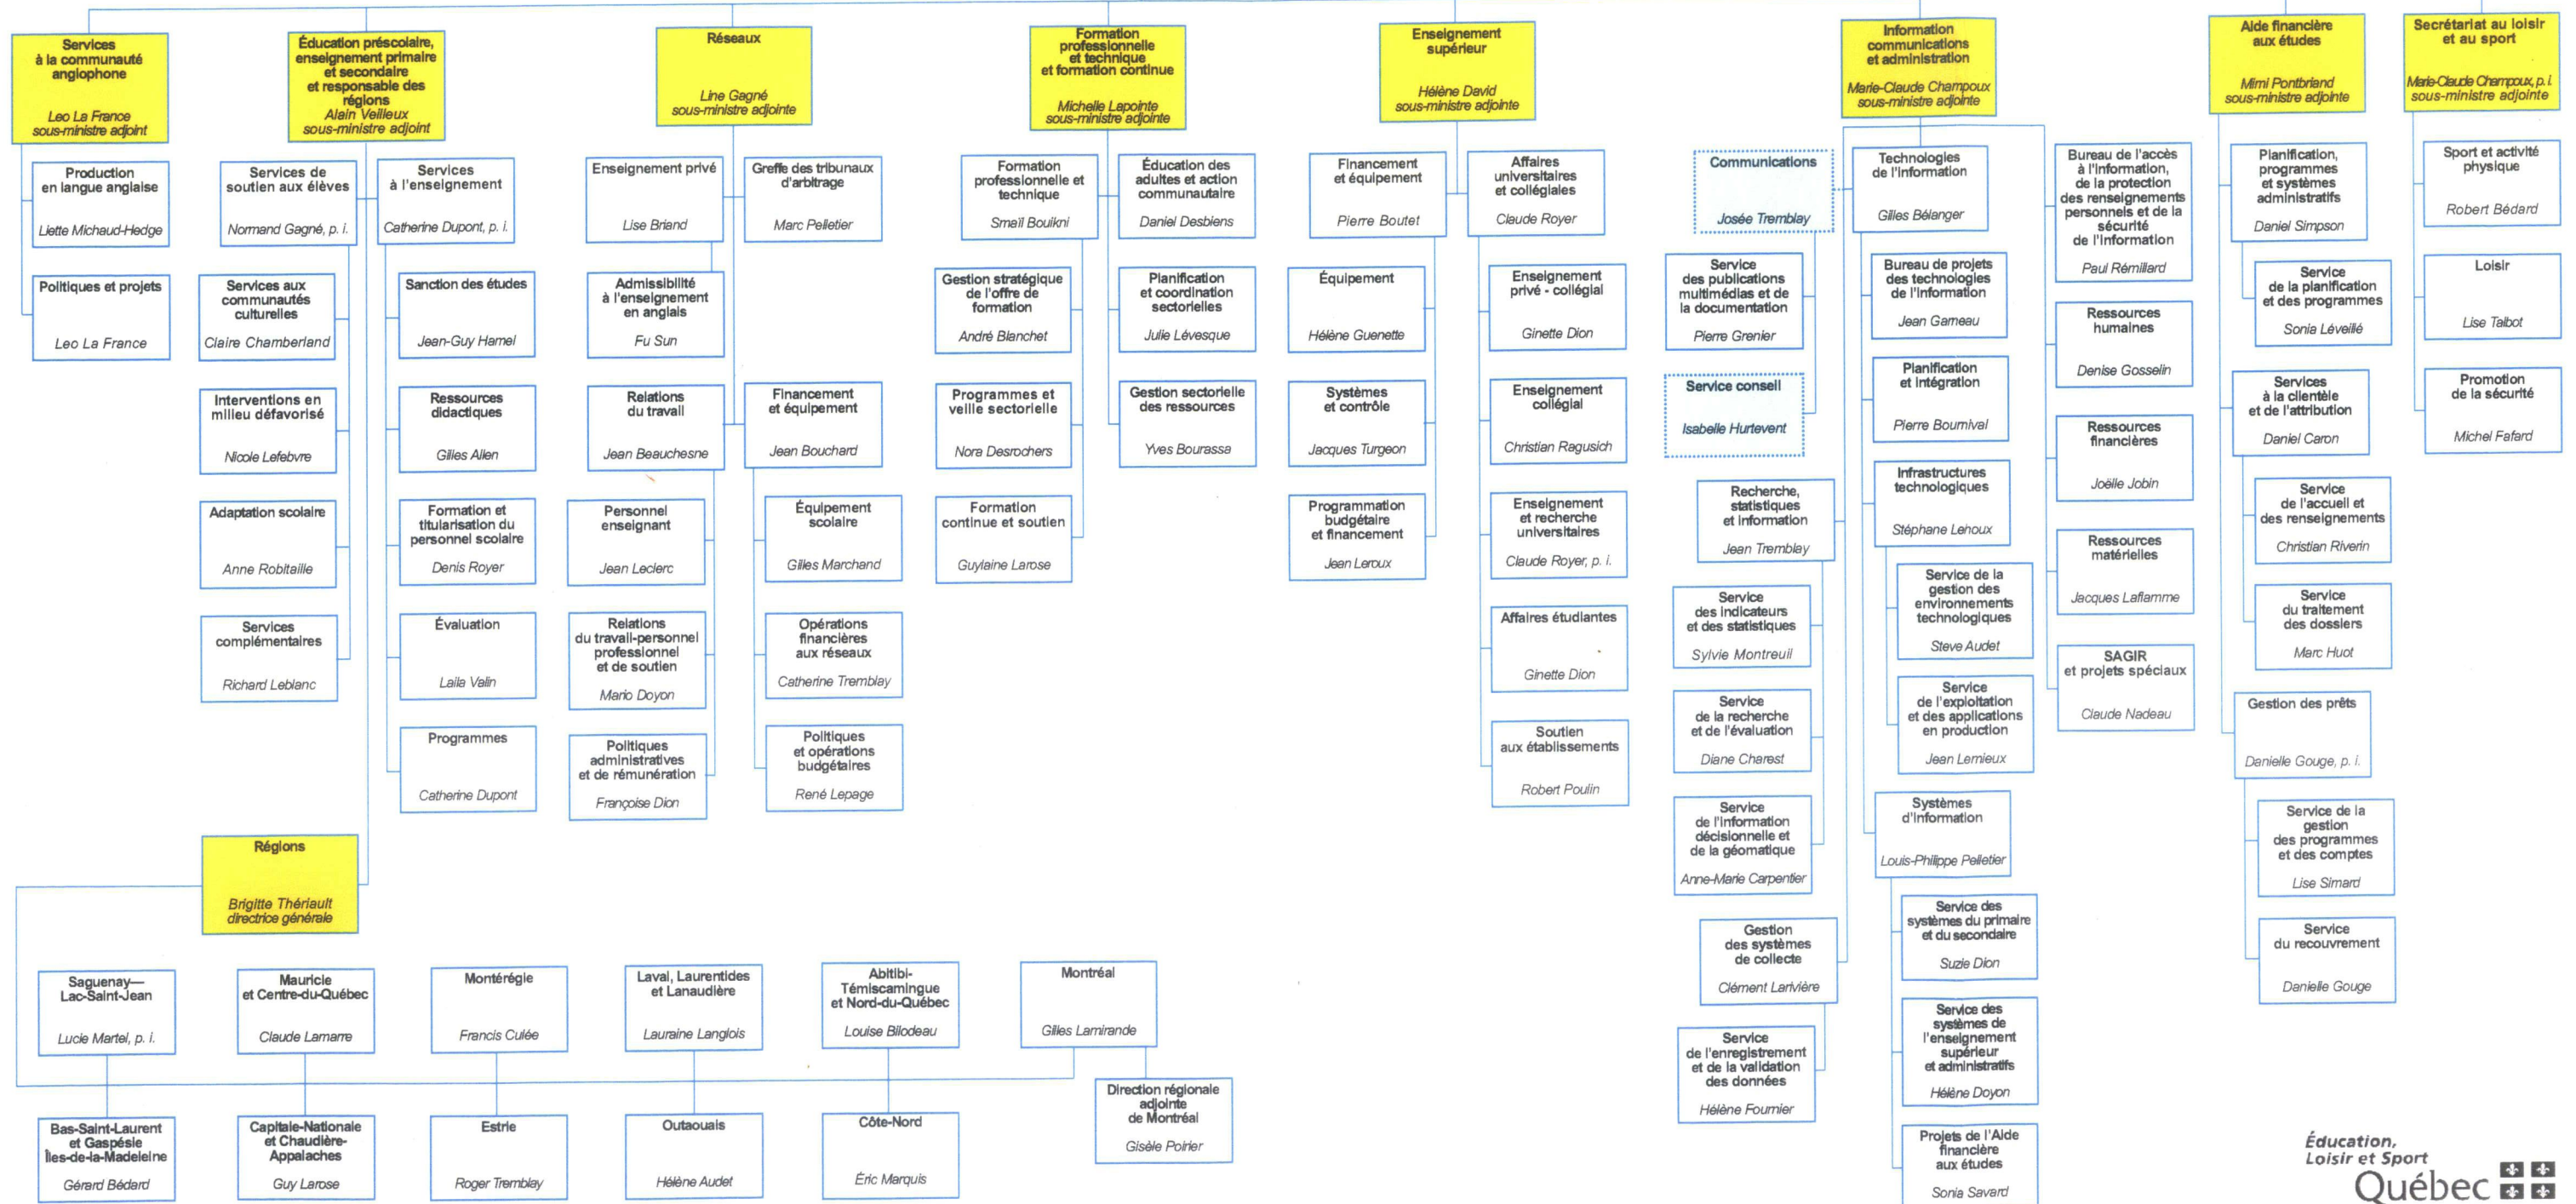 Services
à la communauté
anglophone
Leo La France
sous-ministre adjoint
Production
en langue anglaise
Liette Michaud-Hedge
Politiques et projets
Leo La France
Éducation préscolaire,
enseignement primaire
et secondaire
et responsable des
régions
Alain Veilleux
sous-ministre adjoint
Services de
soutien aux élèves
Normand Gagné, p. i.
Services
à l'enseignement
Catherine Dupont, p. i.
Services aux
communautés
culturelles
Claire Chamberland
Interventions en
milieu défavorisé
Nicole Lefebvre
Adaptation scolaire
Anne Robitaille
Services
complémentaires
Richard Leblanc
Sanction des études
Jean-Guy Hamel
Ressources
didactiques
Gilles Allen
Formation et
titularisation du
personnel scolaire
Denis Royer
Évaluation
Laila Valin
Programmes
Catherine Dupont
Régions
Brigitte Thériault
directrice générale
Saguenay—
Lac-Saint-Jean
Lucie Martel, p. i.
Mauricie
et Centre-du-Québec
Claude Lamarre
Montérégie
Francis Culée
Laval, Laurentides
et Lanaudière
Lauraine Langlois
Abitibi-
Témiscamingue
et Nord-du-Québec
Louise Bilodeau
Montréal
Gilles Lamirande
Bas-Saint-Laurent
et Gaspésie
Îles-de-la-Madeleine
Gérard Bédard
Capitale-Nationale
et Chaudière-
Appalaches
Guy Larose
Estrie
Roger Tremblay
Outaouais
Hélène Audet
Côte-Nord
Éric Marquis
Direction régionale
adjointe
de Montréal
Gisèle Poirier
Réseaux
Line Gagné
sous-ministre adjointe
Enseignement privé
Lise Briand
Greffe des tribunaux
d'arbitrage
Marc Pelletier
Admissibilité
à l'enseignement
en anglais
Fu Sun
Relations
du travail
Jean Beauchesne
Financement
et équipement
Jean Bouchard
Personnel
enseignant
Jean Leclerc
Relations
du travail-personnel
professionnel
et de soutien
Mario Doyon
Politiques
administratives
et de rémunération
Françoise Dion
Équipement
scolaire
Gilles Marchand
Opérations
financières
aux réseaux
Catherine Tremblay
Politiques
et opérations
budgétaires
René Lepage
Formation
professionnelle
et technique
et formation continue
Michelle Lapointe
sous-ministre adjointe
Formation
professionnelle et
technique
Smaïl Bouikni
Éducation des
adultes et action
communautaire
Daniel Desbiens
Gestion stratégique
de l'offre de
formation
André Blanchet
Programmes et
veille sectorielle
Nora Desrochers
Formation
continue et soutien
Guylaine Larose
Planification
et coordination
sectorielles
Julie Lévesque
Gestion sectorielle
des ressources
Yves Bourassa
Enseignement
supérieur
Hélène David
sous-ministre adjointe
Financement
et équipement
Pierre Boutet
Affaires
universitaires
et collégiales
Claude Royer
Équipement
Hélène Guenette
Systèmes
et contrôle
Jacques Turgeon
Programmation
budgétaire
et financement
Jean Leroux
Enseignement
privé - collégial
Ginette Dion
Enseignement
collégial
Christian Ragusich
Enseignement
et recherche
universitaires
Claude Royer, p. i.
Affaires étudiantes
Ginette Dion
Soutien
aux établissements
Robert Poulin
Information
communications
et administration
Marie-Claude Champoux
sous-ministre adjointe
Communications
Josée Tremblay
Service
des publications
multimédias et de
la documentation
Pierre Grenier
Service conseil
Isabelle Hurtevent
Recherche,
statistiques
et information
Jean Tremblay
Service
des indicateurs
et des statistiques
Sylvie Montreuil
Service
de la recherche
et de l'évaluation
Diane Charest
Service
de l'information
décisionnelle et
de la géomatique
Anne-Marie Carpentier
Gestion
des systèmes
de collecte
Clément Larivière
Service
de l'enregistrement
et de la validation
des données
Hélène Fournier
Technologies
de l'information
Gilles Bélanger
Bureau de projets
des technologies
de l'information
Jean Garneau
Planification
et intégration
Pierre Bournival
Infrastructures
technologiques
Stéphane Lehoux
Service de la
gestion des
environnements
technologiques
Steve Audet
Service
de l'exploitation
et des applications
en production
Jean Lemieux
Systèmes
d'information
Louis-Philippe Pelletier
Service des
systèmes du primaire
et du secondaire
Suzie Dion
Service des
systèmes de
l'enseignement
supérieur
et administratifs
Hélène Doyon
Projets de l'Aide
financière
aux études
Sonia Savard
Bureau de l'accès
à l'information,
de la protection
des renseignements
personnels et de la
sécurité
de l'information
Paul Rémillard
Ressources
humaines
Denise Gosselin
Ressources
financières
Joëlle Jobin
Ressources
matérielles
Jacques Laflamme
SAGIR
et projets spéciaux
Claude Nadeau
Aide financière
aux études
Mimi Pontbriand
sous-ministre adjointe
Planification,
programmes
et systèmes
administratifs
Daniel Simpson
Service
de la planification
et des programmes
Sonia Léveillé
Services
à la clientèle
et de l'attribution
Daniel Caron
Service
de l'accueil et
des renseignements
Christian Riverin
Service
du traitement
des dossiers
Marc Huot
Gestion des prêts
Danielle Gouge, p. i.
Service de la
gestion
des programmes
et des comptes
Lise Simard
Service
du recouvrement
Danielle Gouge
Secrétariat au loisir
et au sport
Marie-Claude Champoux, p. i.
sous-ministre adjointe
Sport et activité
physique
Robert Bédard
Loisir
Lise Talbot
Promotion
de la sécurité
Michel Fafard
Éducation,
Loisir et Sport
Québec